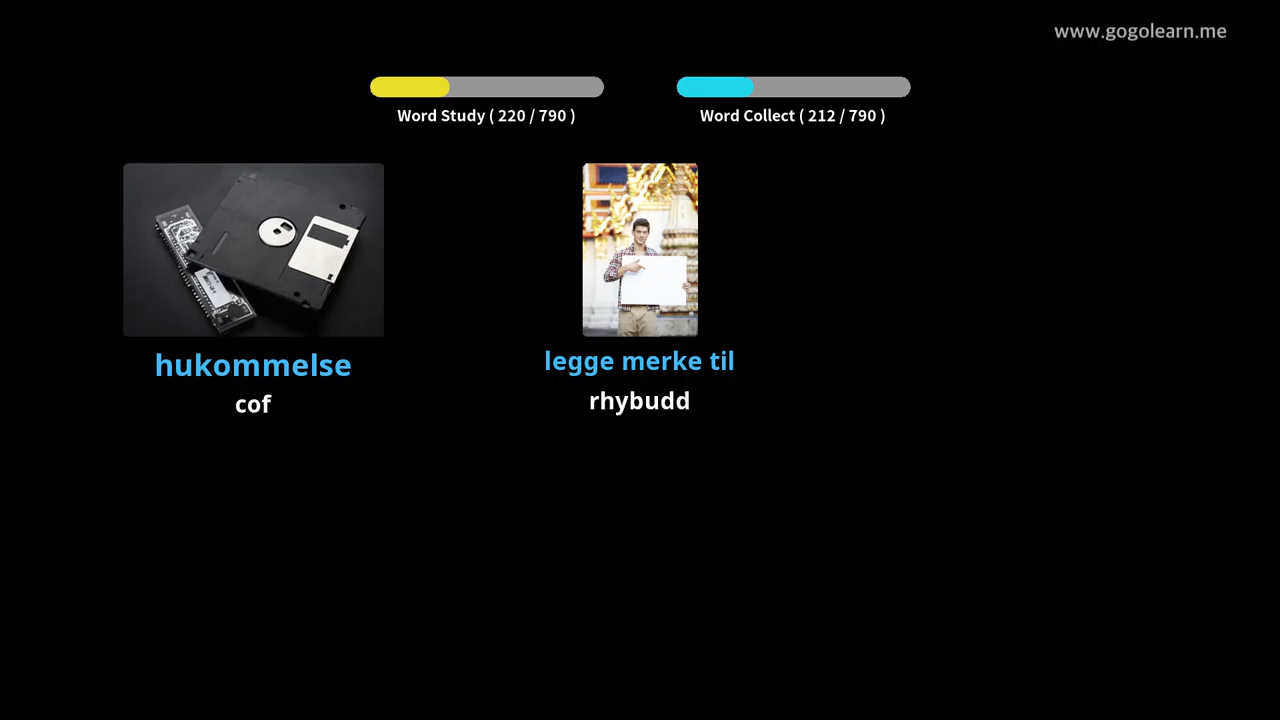 www.gogolearn.me
Word Study ( 220 / 790 )
Word Collect ( 212 / 790 )
hukommelse
cof
legge merke til
rhybudd